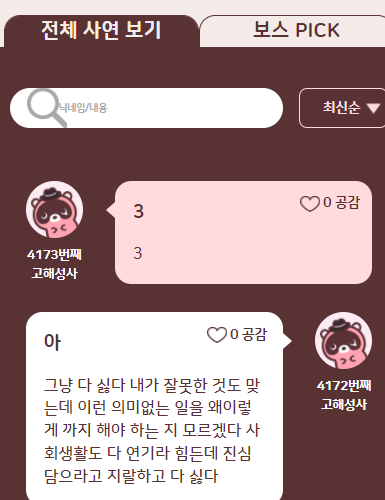 전체 사연 보기
보스 PICK
닉네임/내용
최신순
3
0 공감
3
4173번째
고해성사
아
0 공감
그냥 다 싫다 내가 잘못한 것도 맞
는데 이런 의미없는 일을 왜이렇
게 까지 해야 하는 지 모르겠다 사
회생활도 다 연기라 힘든데 진심
담으라고 지랄하고 다 싫다
4172번째
고해성사